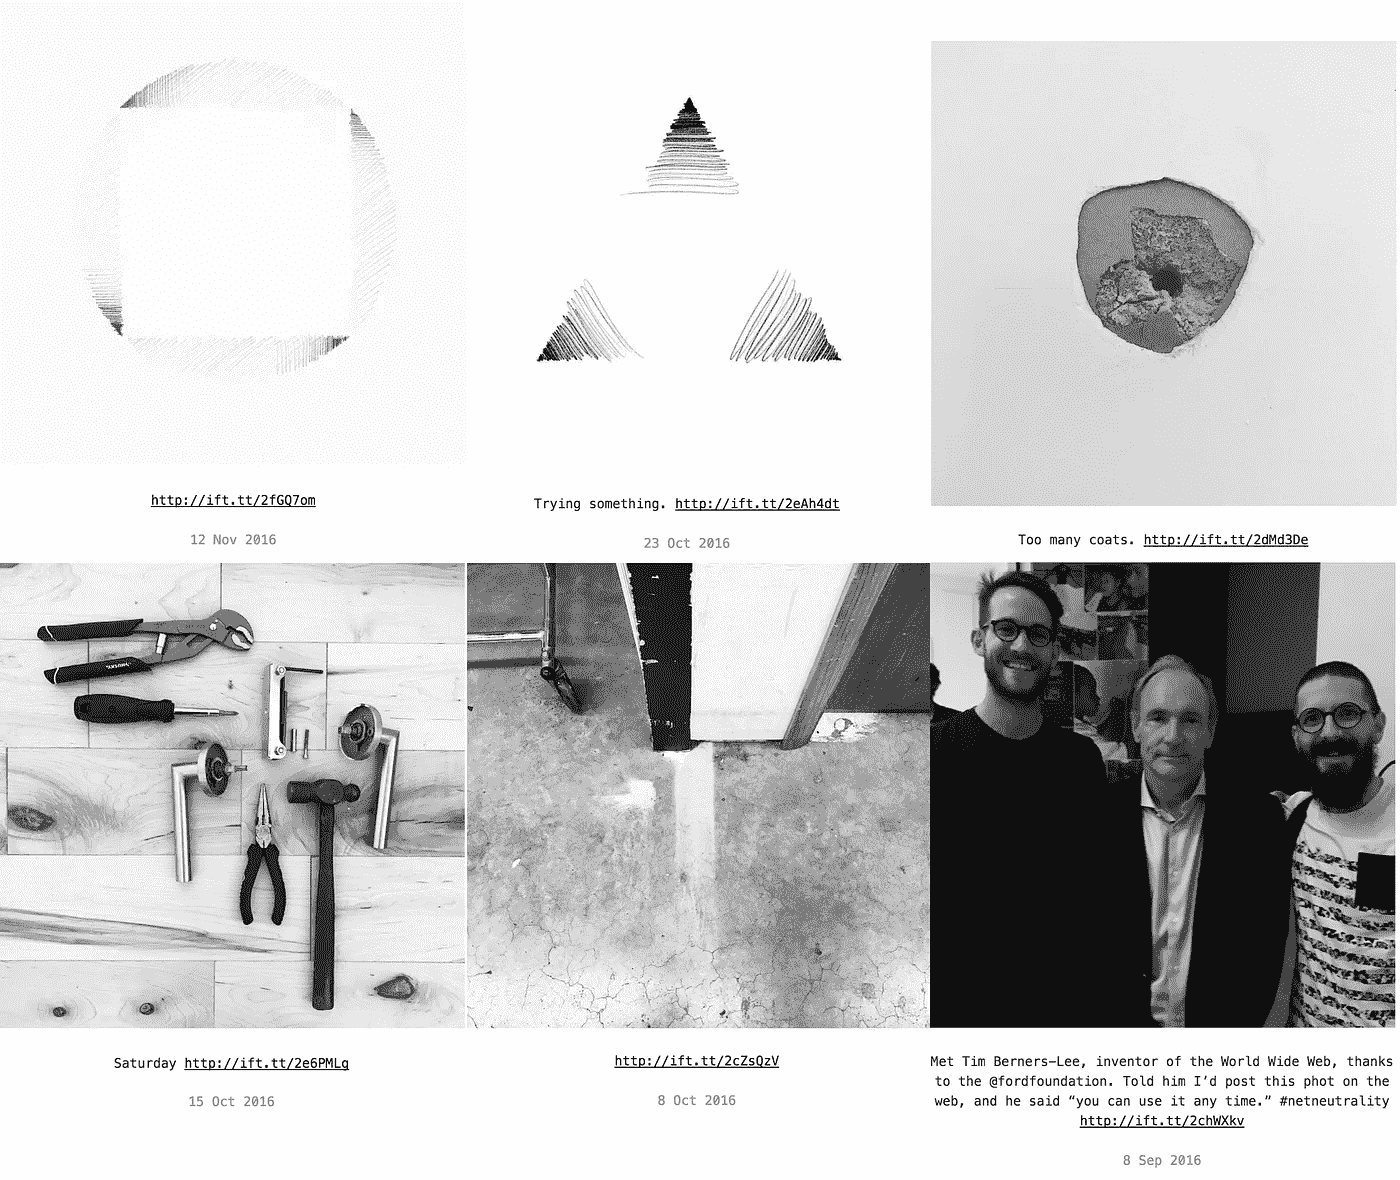 http://ift.tt/2fGQ7om
12 Nov 2016
Trying something. http://ift.tt/2eAh4dt
23 Oct 2016
Too many coats. http://ift.tt/2dMd3De
Saturday http://ift.tt/2e6PMLg
15 Oct 2016
http://ift.tt/2cZsQzV
8 Oct 2016
Met Tim Berners-Lee, inventor of the World Wide Web, thanks
to the @fordfoundation. Told him I’d post this phot on the
web, and he said “you can use it any time.” #netneutrality
http://ift.tt/2chWXkv
8 Sep 2016